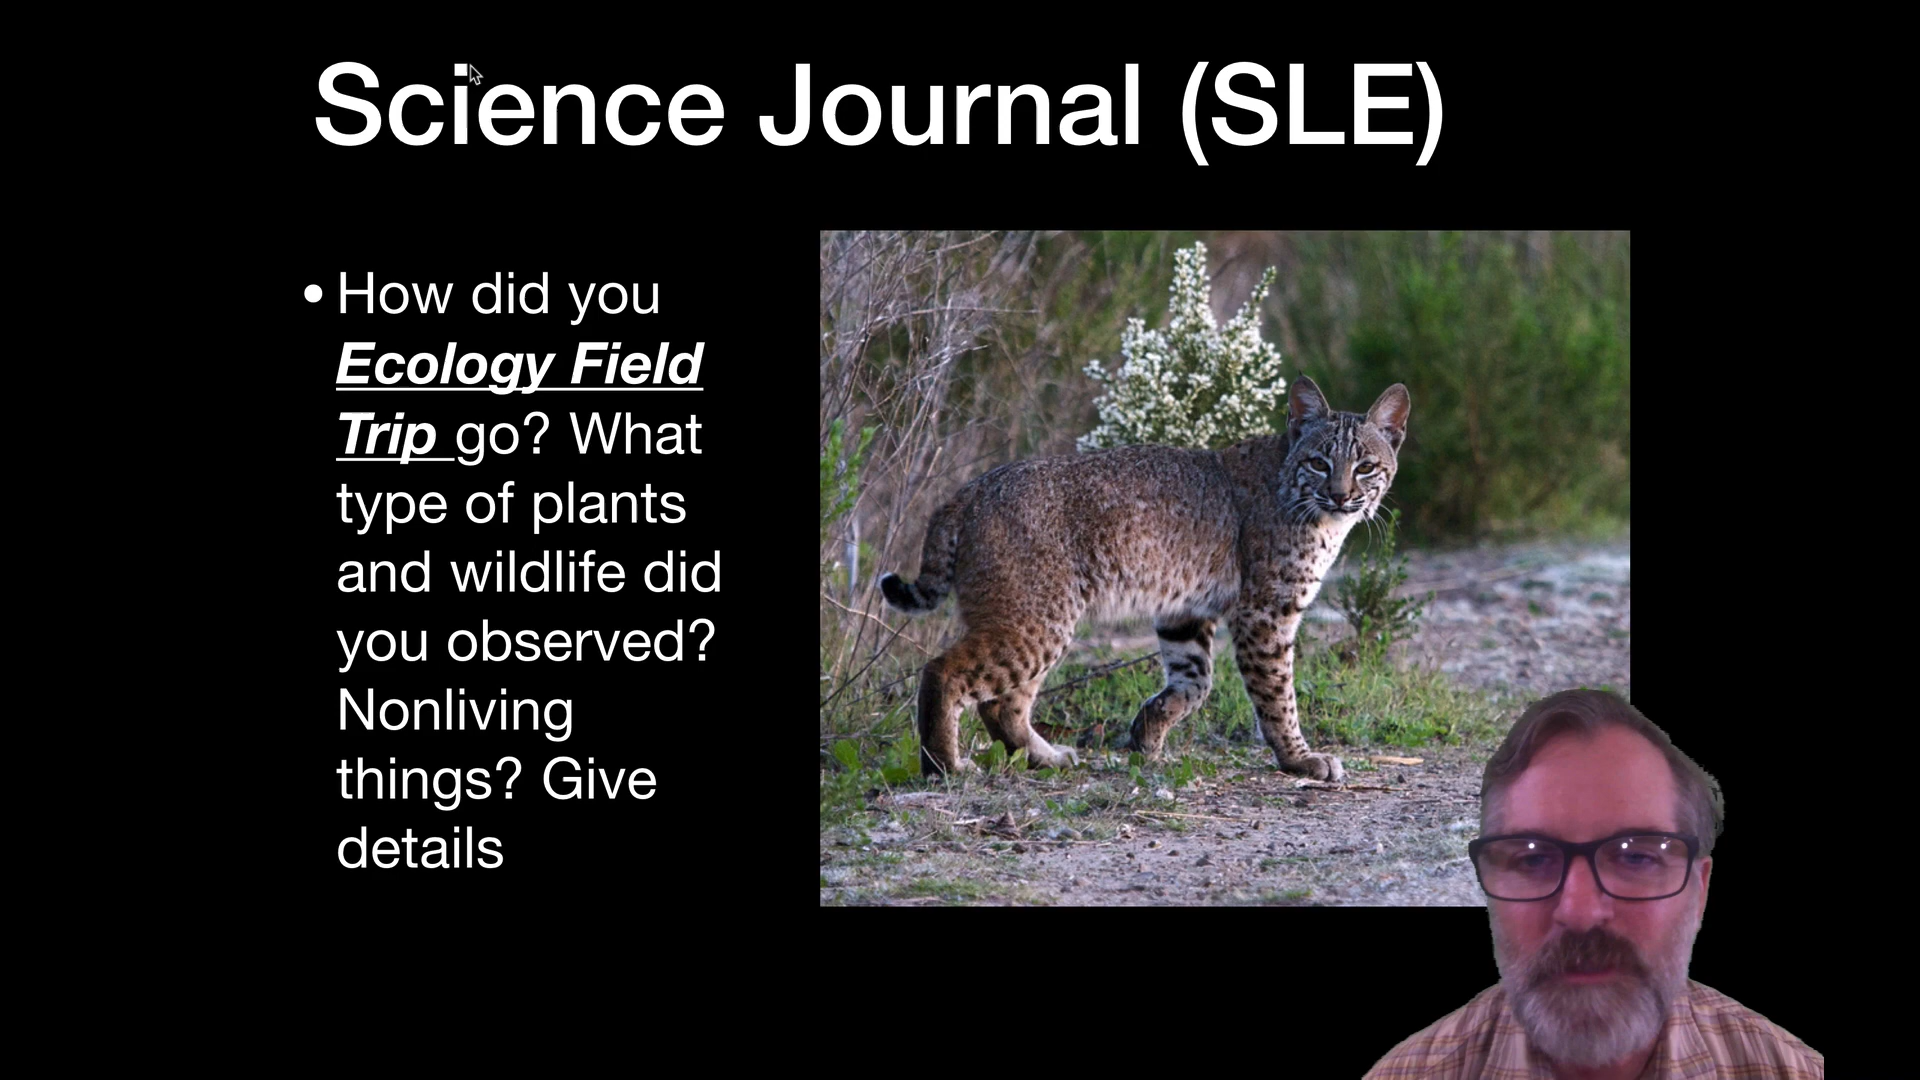 Science Journal (SLE)
• How did you
Ecology Field
Trip go? What
type of plants
and wildlife did
you observed?
Nonliving
things? Give
details